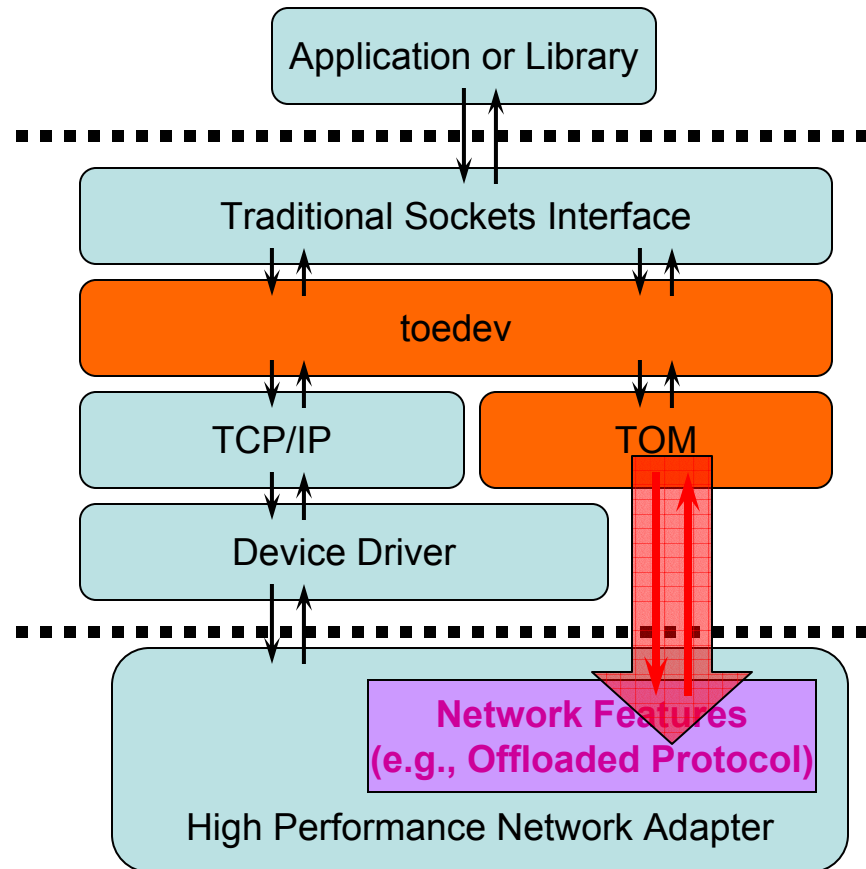 Application or Library
Traditional Sockets Interface
toedev
TCP/IP
TOM
Device Driver
Network Features
(e.g., Offloaded Protocol)
High Performance Network Adapter